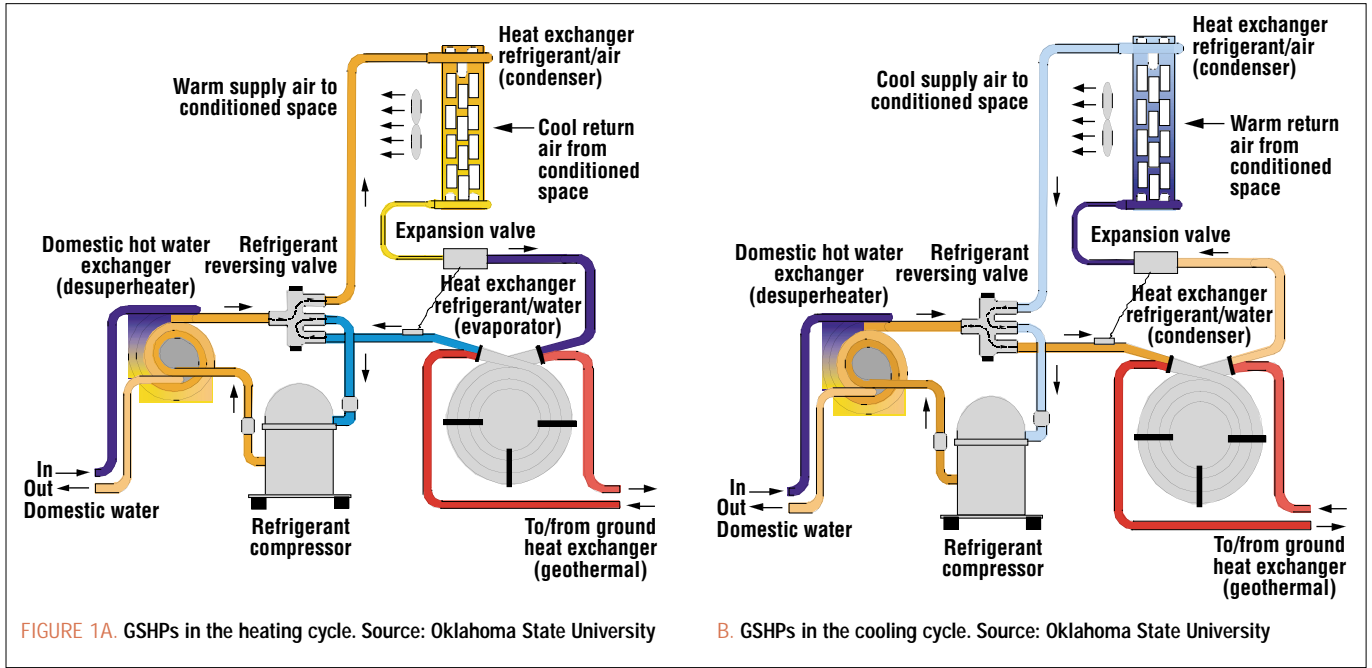 Heat exchanger
refrigerant/air
(condenser)
Warm supply air to
conditioned space
Cool return
air from
conditioned
space
Expansion valve
Domestic hot water
exchanger
(desuperheater)
Refrigerant
reversing valve
Heat exchanger
refrigerant/water
(evaporator)
In
Out
Domestic water
Refrigerant
compressor
To/from ground
heat exchanger
(geothermal)
FIGURE 1A. GSHPs in the heating cycle. Source: Oklahoma State University
Heat exchanger
refrigerant/air
(condenser)
Cool supply air to
conditioned space
Warm return
air from
conditioned
space
Expansion valve
Domestic hot water
exchanger
(desuperheater)
Refrigerant
reversing valve
Heat exchanger
refrigerant/water
(condenser)
In
Out
Domestic water
Refrigerant
compressor
To/from ground
heat exchanger
(geothermal)
B. GSHPs in the cooling cycle. Source: Oklahoma State University